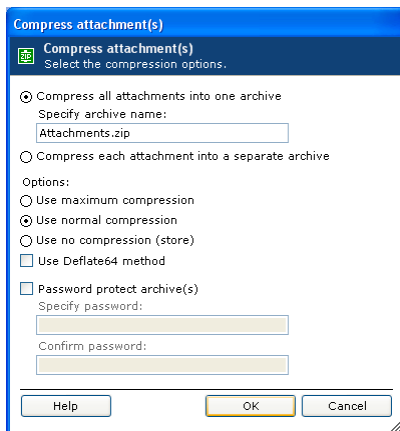 Compress attachment(s)
ZIP
Compress attachment(s)
Select the compression options.
Compress all attachments into one archive
Specify archive name:
Attachments.zip
Compress each attachment into a separate archive
Options:
Use maximum compression
Use normal compression
Use no compression (store)
Use Deflate64 method
Password protect archive(s)
Specify password:
Confirm password:
Help OK Cancel